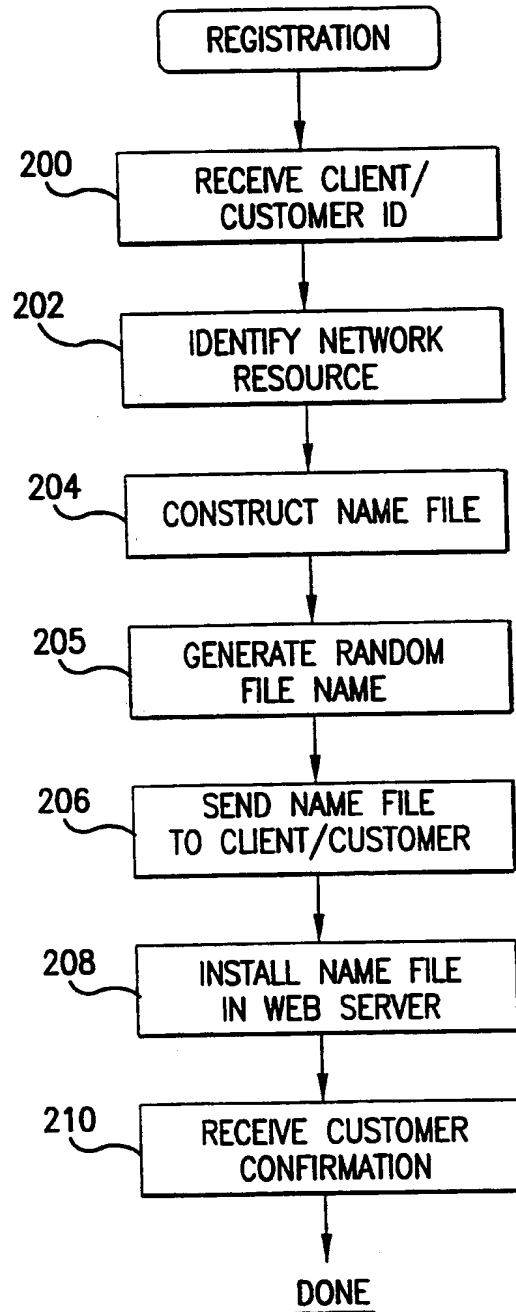 REGISTRATION
200
RECEIVE CLIENT/
CUSTOMER ID
202
IDENTIFY NETWORK
RESOURCE
204
CONSTRUCT NAME FILE
205
GENERATE RANDOM
FILE NAME
206
SEND NAME FILE
TO CLIENT/CUSTOMER
208
INSTALL NAME FILE
IN WEB SERVER
210
RECEIVE CUSTOMER
CONFIRMATION
DONE